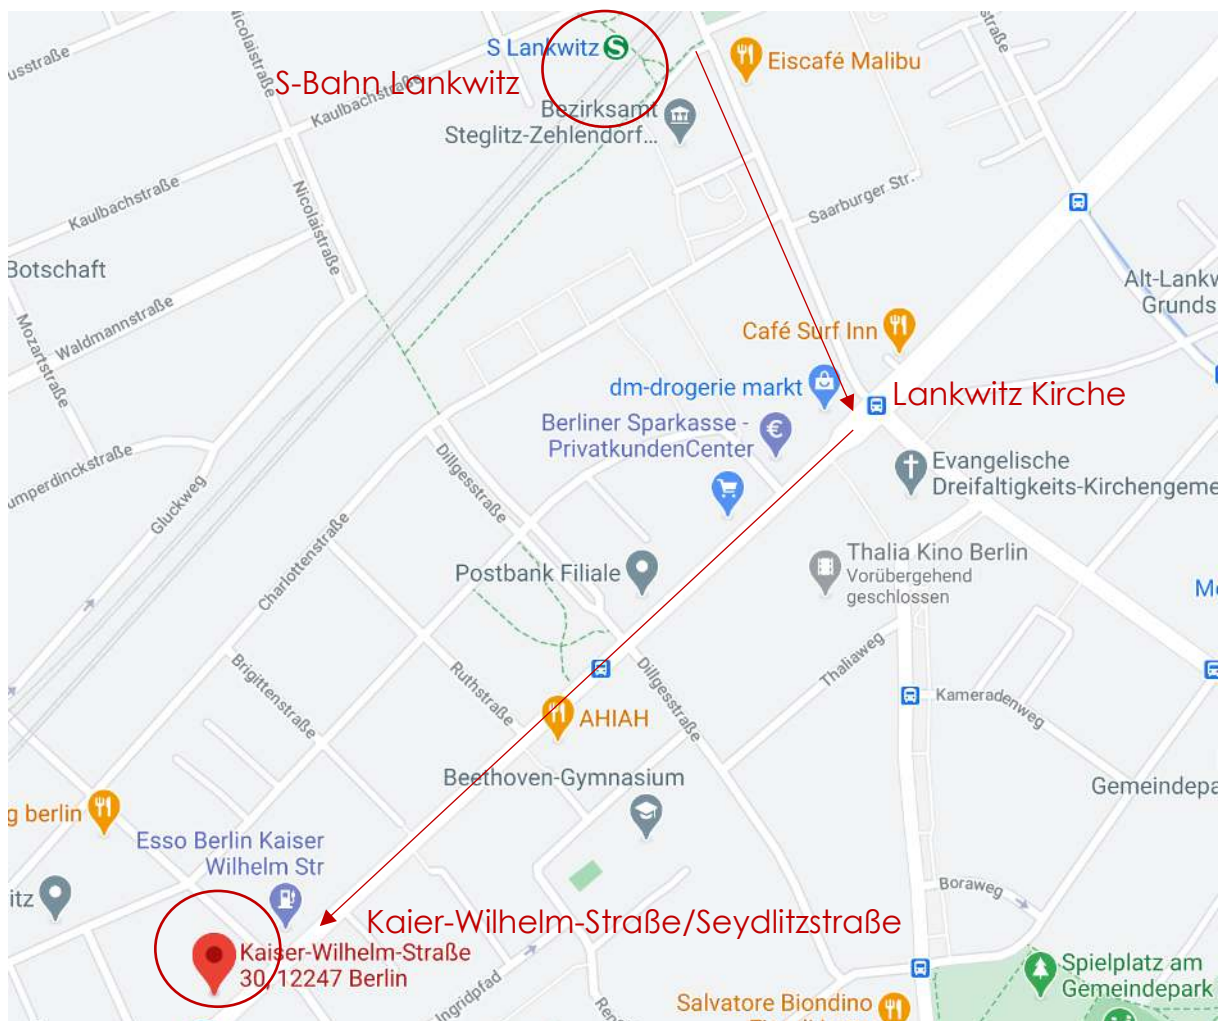 S Lankwitz
S-Bahn Lankwitz
Eiscafé Malibu
Bezirksamt
Steglitz-Zehlendorf...
usstraße
Nicolaistraße
Kaulbachstraße
straße
Kaulbachstraße
Nicolaistraße
Saarburger Str.
Botschaft
Waldmannstraße
Mozartstraße
Alt-Lankw
Grunds
Café Surf Inn
dm-drogerie markt
Lankwitz Kirche
Berliner Sparkasse -
PrivatkundenCenter
umperdinckstraße
Gluckweg
Dillgesstraße
Evangelische
Dreifaltigkeits-Kirchengeme
Charlottenstraße
Postbank Filiale
Thalia Kino Berlin
Vorübergehend
geschlossen
Me
Brigittenstraße
Ruthstraße
Dillgesstraße
Thaliaweg
Kameradenweg
AHIAH
Beethoven-Gymnasium
Gemeindepa
g berlin
Esso Berlin Kaiser
Wilhelm Str
itz
Boraweg
Kaier-Wilhelm-Straße/Seydlitzstraße
Kaiser-Wilhelm-Straße
30, 12247 Berlin
Ingridpfad
Spielplatz am
Gemeindepark
Salvatore Biondino